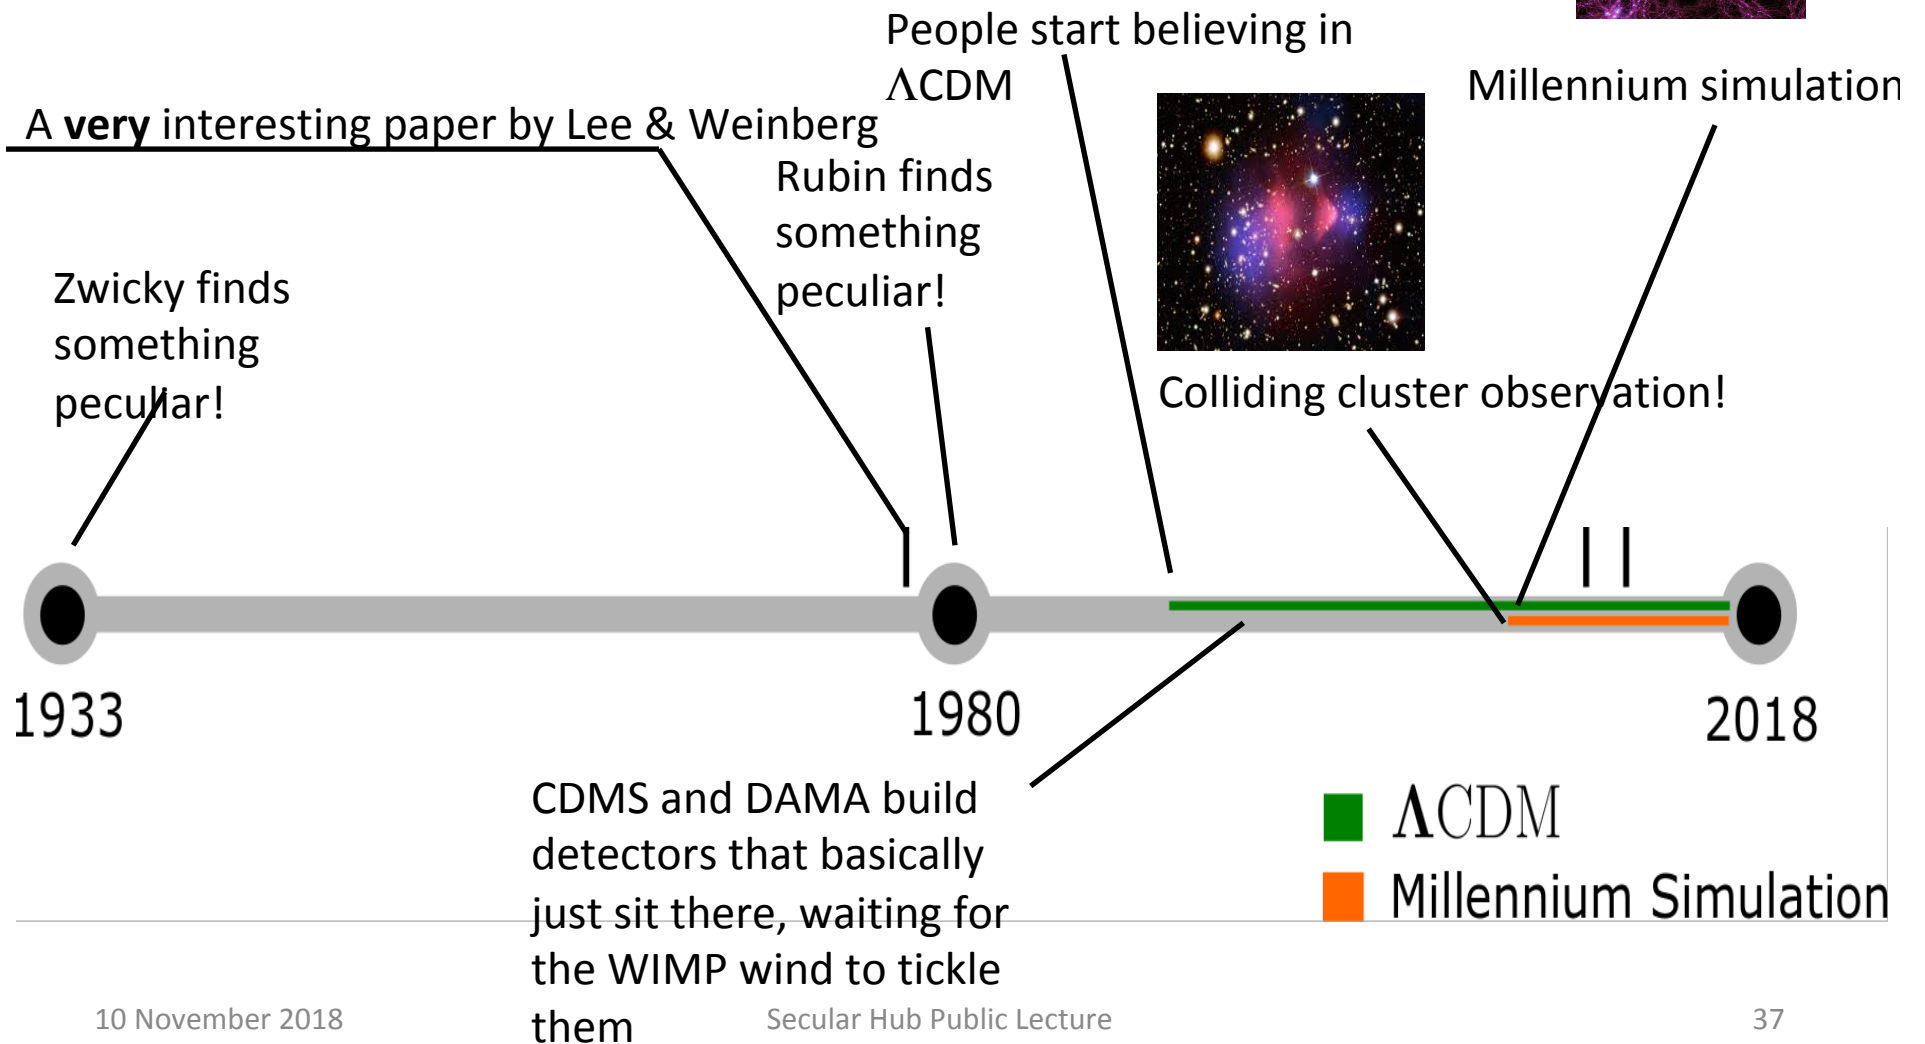 People start believing in
ΛCDM
Millennium simulation
A very interesting paper by Lee & Weinberg
Rubin finds
something
peculiar!
Zwicky finds
something
peculiar!
Colliding cluster observation!
1933
1980
2018
CDMS and DAMA build
detectors that basically
just sit there, waiting for
the WIMP wind to tickle
them
ΛCDM
Millennium Simulation
10 November 2018
Secular Hub Public Lecture
37